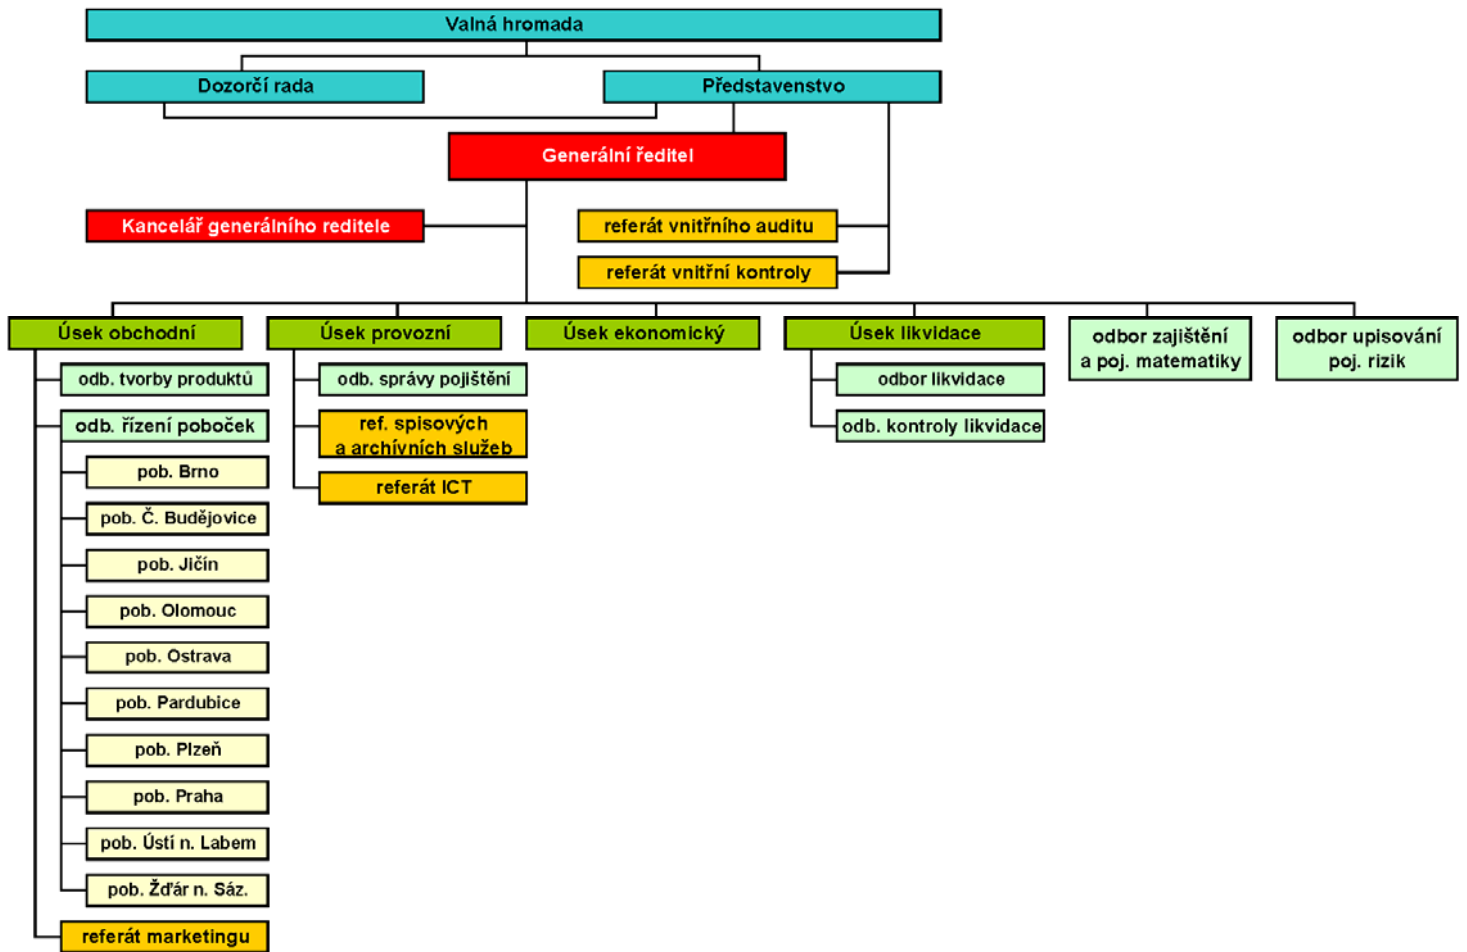 Valná hromada
Dozorčí rada
Představenstvo
Generální ředitel
Kancelář generálního reditele
referát vnitřního auditu
referát vnitřní kontroly
Úsek obchodní
Úsek provozní
Úsek ekonomický
Úsek likvidace
odbor zajištění
a poj. matematiky
odbor upisování
poj. rizik
odb. tvorby produktů
odb. řízení poboček
pob. Brno
pob. Č. Budějovice
pob. Jičín
pob. Olomouc
pob. Ostrava
pob. Pardubice
pob. Plzeň
pob. Praha
pob. Ústí n. Labem
pob. Žďár n. Sáz.
referát marketingu
odb. správy pojištění
ref. spisových
a archívních služeb
referát ICT
odbor likvidace
odb. kontroly likvidace